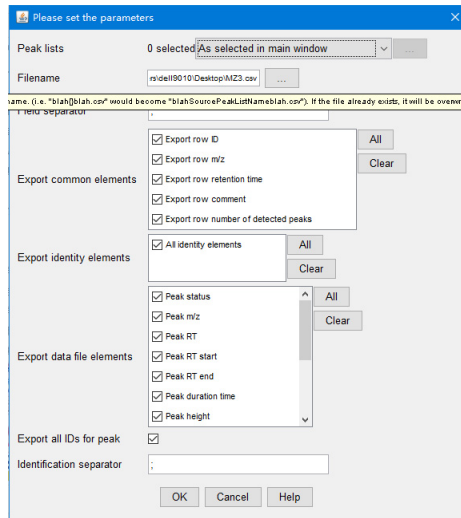 Please set the parameters
Peak lists 0 selected As selected in main window ...
Filename rs\dell9010\Desktop\MZ3.csv ...
name. (i.e. "blah{}blah.csv" would become "blahSourcePeakListNameblah.csv"). If the file already exists, it will be overwr
Field separator ;
Export common elements
Export row ID
Export row m/z
Export row retention time
Export row comment
Export row number of detected peaks
All
Clear
Export identity elements
All identity elements
All
Clear
Export data file elements
Peak status
Peak m/z
Peak RT
Peak RT start
Peak RT end
Peak duration time
Peak height
All
Clear
Export all IDs for peak
Identification separator ;
OK Cancel Help